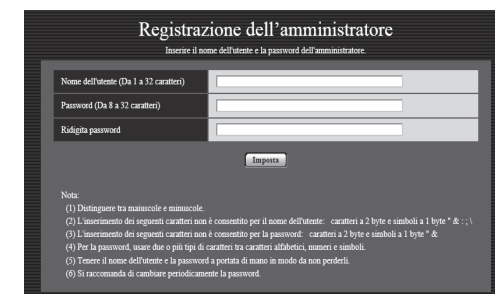 Registrazione dell'amministratore
Inserire il nome dell'utente e la password dell'amministratore.
Nome dell'utente (Da 1 a 32 caratteri)
Password (Da 8 a 32 caratteri)
Ridigita password
Imposta
Nota:
(1) Distinguere tra maiuscole e minuscole.
(2) L'inserimento dei seguenti caratteri non è consentito per il nome dell'utente: caratteri a 2 byte e simboli a 1 byte " & : ; \
(3) L'inserimento dei seguenti caratteri non è consentito per la password: caratteri a 2 byte e simboli a 1 byte " &
(4) Per la password, usare due o più tipi di caratteri tra caratteri alfabetici, numeri e simboli.
(5) Tenere il nome dell'utente e la password a portata di mano in modo da non perderli.
(6) Si raccomanda di cambiare periodicamente la password.